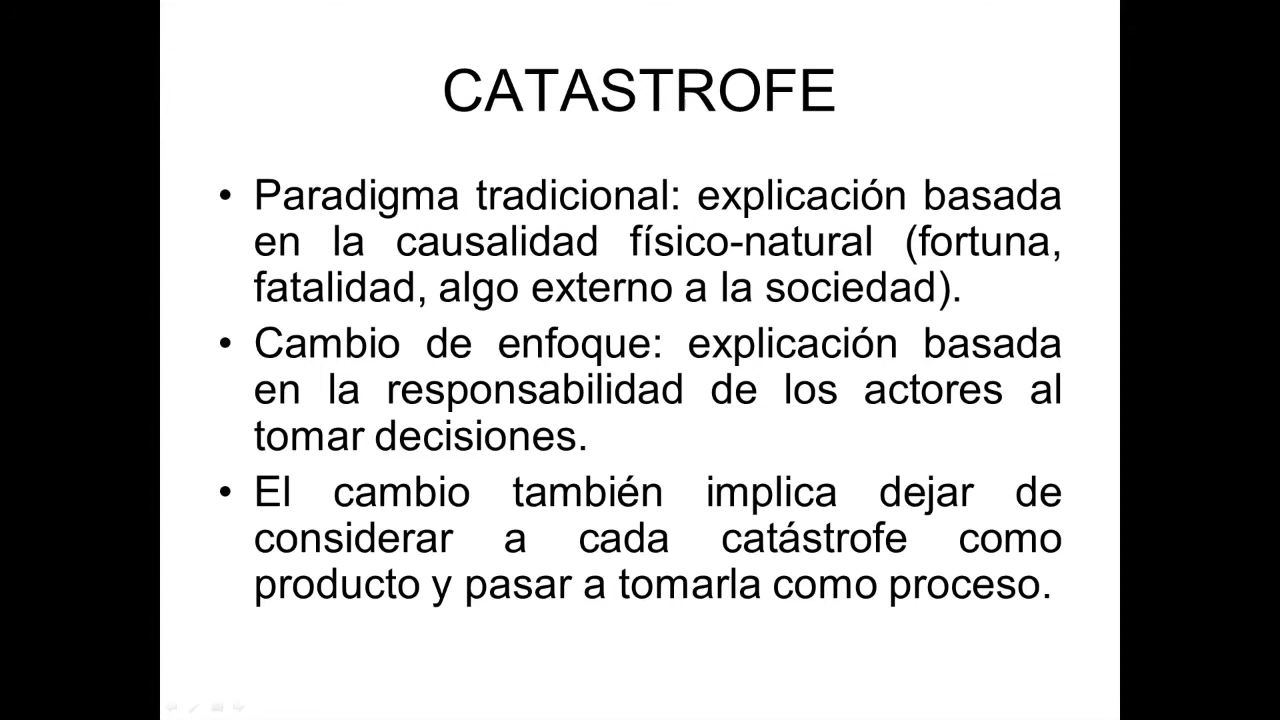 CATASTROFE
• Paradigma tradicional: explicación basada
en la causalidad físico-natural (fortuna,
fatalidad, algo externo a la sociedad).
• Cambio de enfoque: explicación basada
en la responsabilidad de los actores al
tomar decisiones.
• El cambio también implica dejar de
considerar a cada catástrofe como
producto y pasar a tomarla como proceso.